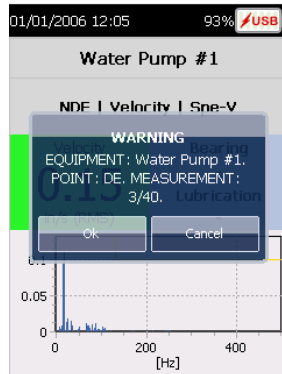 01/01/2006 12:05 93% USB
Water Pump #1
NDE | Velocity | Spe-V
WARNING
EQUIPMENT: Water Pump #1.
POINT: DE. MEASUREMENT:
3/40.
Velocity Bearing
0.15 Lubrication
in/s (RMS)
Ok Cancel
0.1
0.05
0
0 200 400
[Hz]